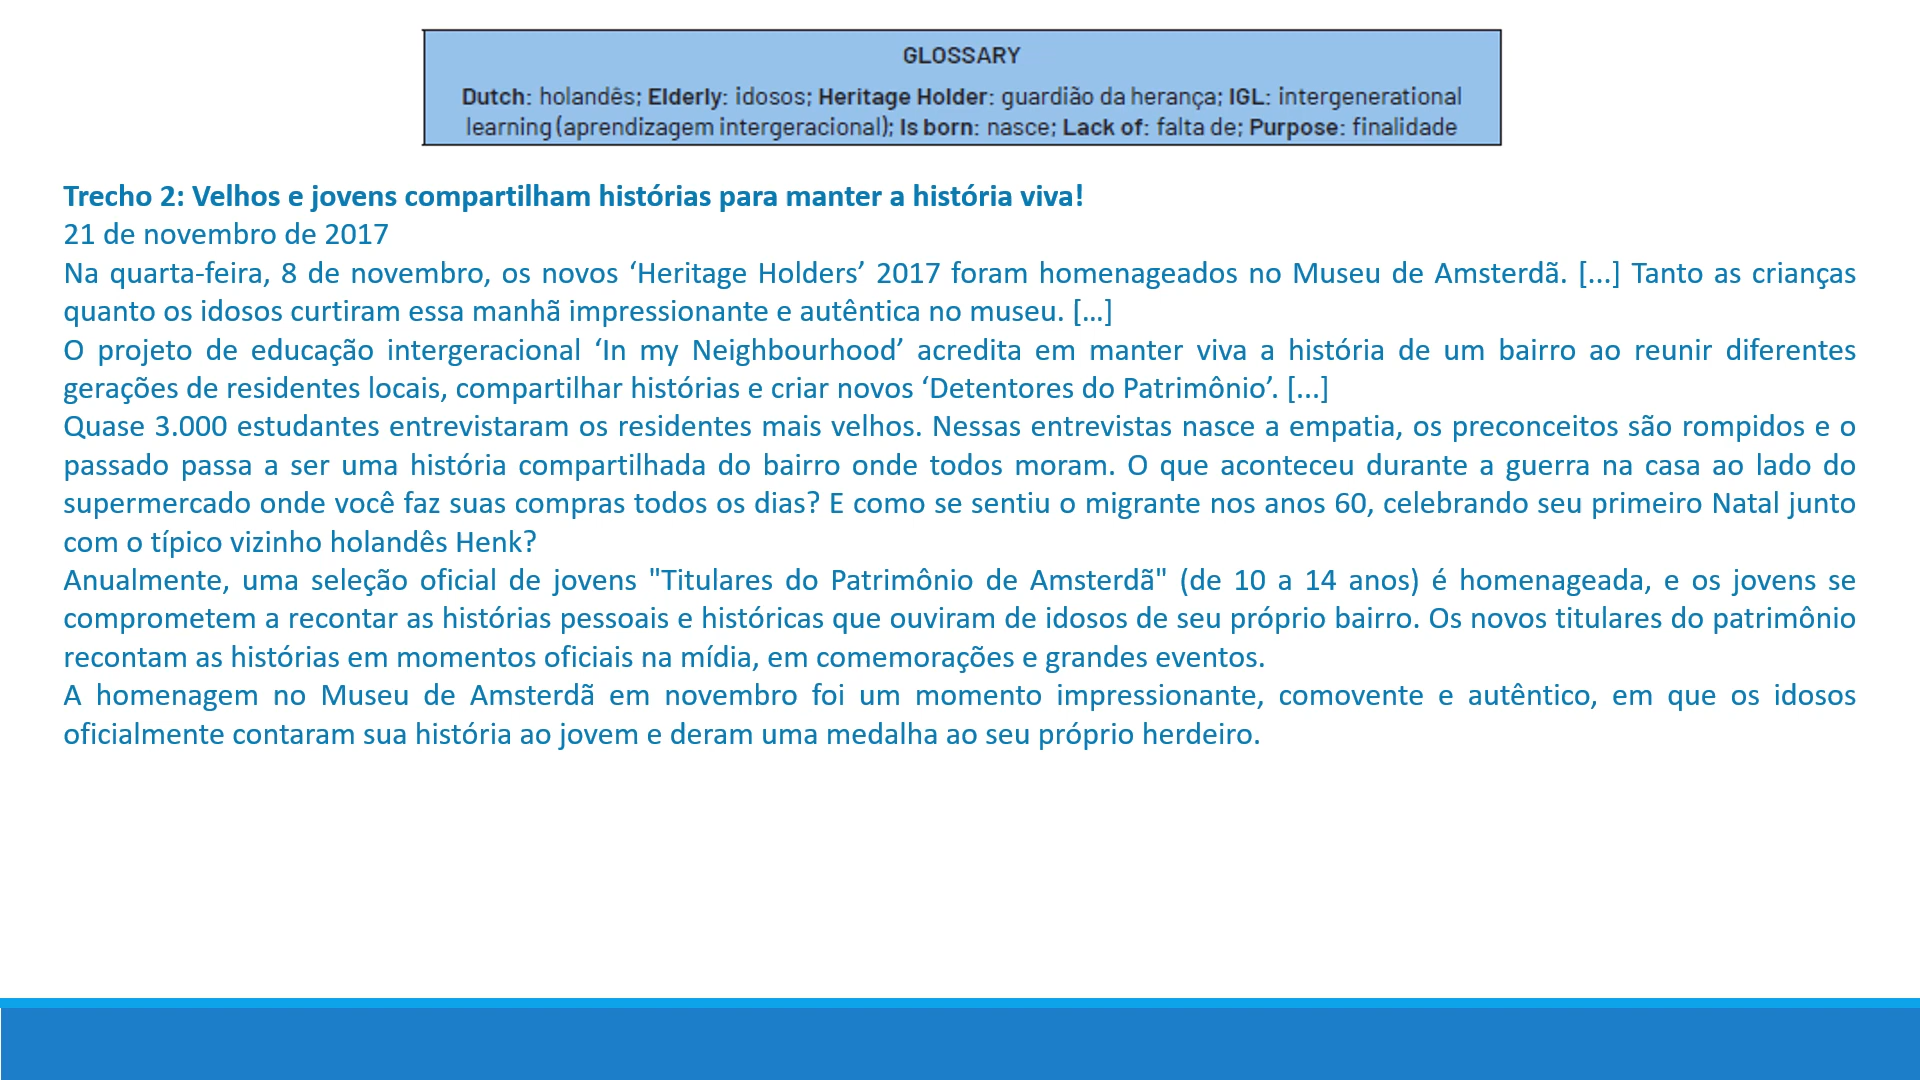 GLOSSARY
Dutch: holandês; Elderly: idosos; Heritage Holder: guardião da herança; IGL: intergenerational
learning (aprendizagem intergeracional); Is born: nasce; Lack of: falta de; Purpose: finalidade
Trecho 2: Velhos e jovens compartilham histórias para manter a história viva!
21 de novembro de 2017
Na quarta-feira, 8 de novembro, os novos ‘Heritage Holders’ 2017 foram homenageados no Museu de Amsterdã. [...] Tanto as crianças
quanto os idosos curtiram essa manhã impressionante e autêntica no museu. [...]
O projeto de educação intergeracional ‘In my Neighbourhood’ acredita em manter viva a história de um bairro ao reunir diferentes
gerações de residentes locais, compartilhar histórias e criar novos ‘Detentores do Patrimônio’. [...]
Quase 3.000 estudantes entrevistaram os residentes mais velhos. Nessas entrevistas nasce a empatia, os preconceitos são rompidos e o
passado passa a ser uma história compartilhada do bairro onde todos moram. O que aconteceu durante a guerra na casa ao lado do
supermercado onde você faz suas compras todos os dias? E como se sentiu o migrante nos anos 60, celebrando seu primeiro Natal junto
com o típico vizinho holandês Henk?
Anualmente, uma seleção oficial de jovens "Titulares do Patrimônio de Amsterdã" (de 10 a 14 anos) é homenageada, e os jovens se
comprometem a recontar as histórias pessoais e históricas que ouviram de idosos de seu próprio bairro. Os novos titulares do patrimônio
recontam as histórias em momentos oficiais na mídia, em comemorações e grandes eventos.
A homenagem no Museu de Amsterdã em novembro foi um momento impressionante, comovente e autêntico, em que os idosos
oficialmente contaram sua história ao jovem e deram uma medalha ao seu próprio herdeiro.